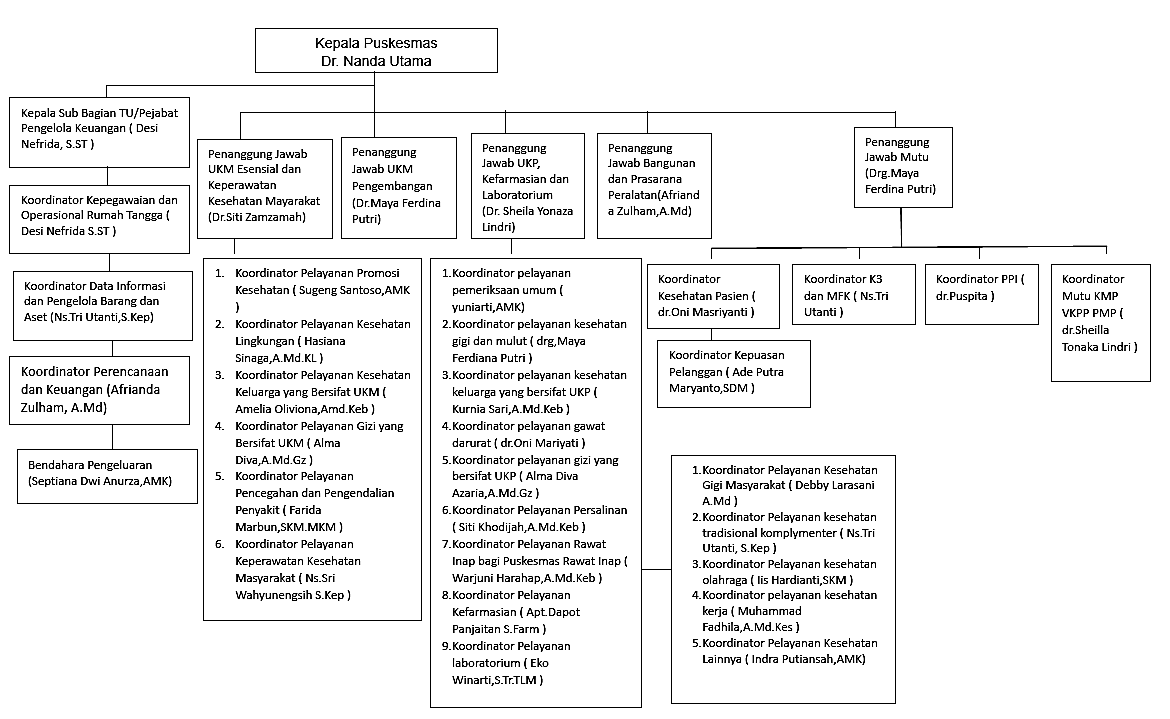 Kepala Puskesmas
Dr. Nanda Utama
Kepala Sub Bagian TU/Pejabat
Pengelola Keuangan ( Desi
Nefrida, S.ST )
Koordinator Kepegawaian dan
Operasional Rumah Tangga (
Desi Nefrida S.ST )
Koordinator Data Informasi
dan Pengelola Barang dan
Aset (Ns.Tri Utanti,S.Kep)
Koordinator Perencanaan
dan Keuangan (Afrianda
Zulham, A.Md)
Bendahara Pengeluaran
(Septiana Dwi Anurza,AMK)
Penanggung Jawab
UKM Esensial dan
Keperawatan
Kesehatan Mayarakat
(Dr.Siti Zamzamah)
Penanggung
Jawab UKM
Pengembangan
(Dr.Maya Ferdina
Putri)
Penanggung
Jawab UKP,
Kefarmasian dan
Laboratorium
(Dr. Sheila Yonaza
Lindri)
Penanggung
Jawab Bangunan
dan Prasarana
Peralatan(Afriand
a Zulham,A.Md)
Penanggung
Jawab Mutu
(Drg.Maya
Ferdina Putri)
1. Koordinator Pelayanan Promosi
Kesehatan ( Sugeng Santoso,AMK
)
2. Koordinator Pelayanan Kesehatan
Lingkungan ( Hasiana
Sinaga,A.Md.KL )
3. Koordinator Pelayanan Kesehatan
Keluarga yang Bersifat UKM (
Amelia Oliviona,Amd.Keb )
4. Koordinator Pelayanan Gizi yang
Bersifat UKM ( Alma
Diva,A.Md.Gz )
5. Koordinator Pelayanan
Pencegahan dan Pengendalian
Penyakit ( Farida
Marbun,SKM.MKM )
6. Koordinator Pelayanan
Keperawatan Kesehatan
Masyarakat ( Ns.Sri
Wahyunengsih S.Kep )
1.Koordinator pelayanan
pemeriksaan umum (
yuniarti,AMK)
2.Koordinator pelayanan kesehatan
gigi dan mulut ( drg,Maya
Ferdiana Putri )
3.Koordinator pelayanan kesehatan
keluarga yang bersifat UKP (
Kurnia Sari,A.Md.Keb )
4.Koordinator pelayanan gawat
darurat ( dr.Oni Mariyati )
5.Koordinator pelayanan gizi yang
bersifat UKP ( Alma Diva
Azaria,A.Md.Gz )
6.Koordinator Pelayanan Persalinan
( Siti Khodijah,A.Md.Keb )
7.Koordinator Pelayanan Rawat
Inap bagi Puskesmas Rawat Inap (
Warjuni Harahap,A.Md.Keb )
8.Koordinator Pelayanan
Kefarmasian ( Apt.Dapot
Panjaitan S.Farm )
9.Koordinator Pelayanan
laboratorium ( Eko
Winarti,S.Tr.TLM )
Koordinator
Kesehatan Pasien (
dr.Oni Masriyanti )
Koordinator Kepuasan
Pelanggan ( Ade Putra
Maryanto,SDM )
Koordinator K3
dan MFK ( Ns.Tri
Utanti )
Koordinator PPI (
dr.Puspita )
Koordinator
Mutu KMP
VKPP PMP (
dr.Sheilla
Tonaka Lindri )
1.Koordinator Pelayanan Kesehatan
Gigi Masyarakat ( Debby Larasani
A.Md )
2.Koordinator Pelayanan kesehatan
tradisional komplymenter ( Ns.Tri
Utanti, S.Kep )
3.Koordinator Pelayanan kesehatan
olahraga ( Iis Hardianti,SKM )
4.Koordinator pelayanan kesehatan
kerja ( Muhammad
Fadhila,A.Md.Kes )
5.Koordinator Pelayanan Kesehatan
Lainnya ( Indra Putiansah,AMK)